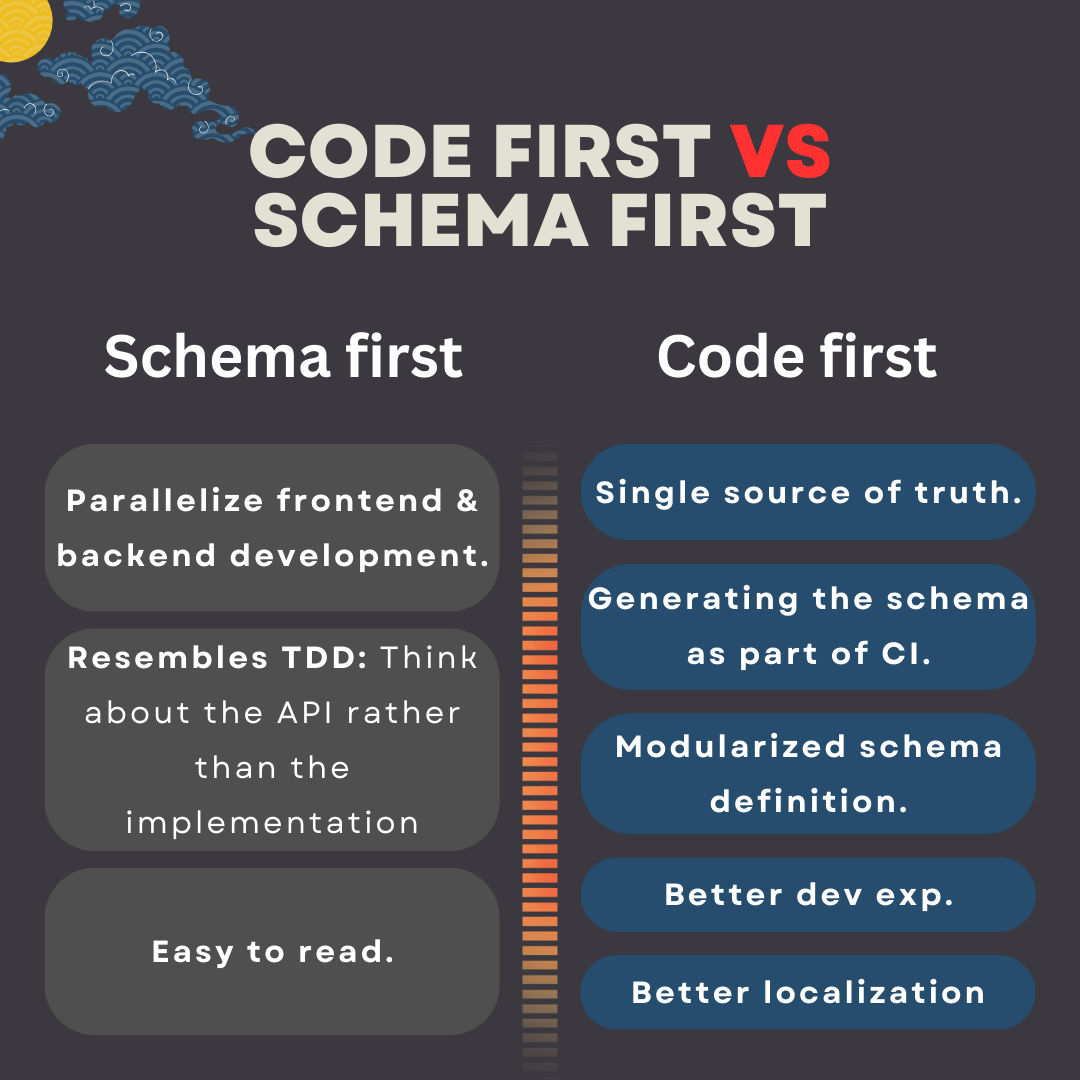 CODE FIRST VS
SCHEMA FIRST
Schema first
Parallelize frontend &
backend development.
Resembles TDD: Think
about the API rather
than the
implementation
Easy to read.
Code first
Single source of truth.
Generating the schema
as part of CI.
Modularized schema
definition.
Better dev exp.
Better localization